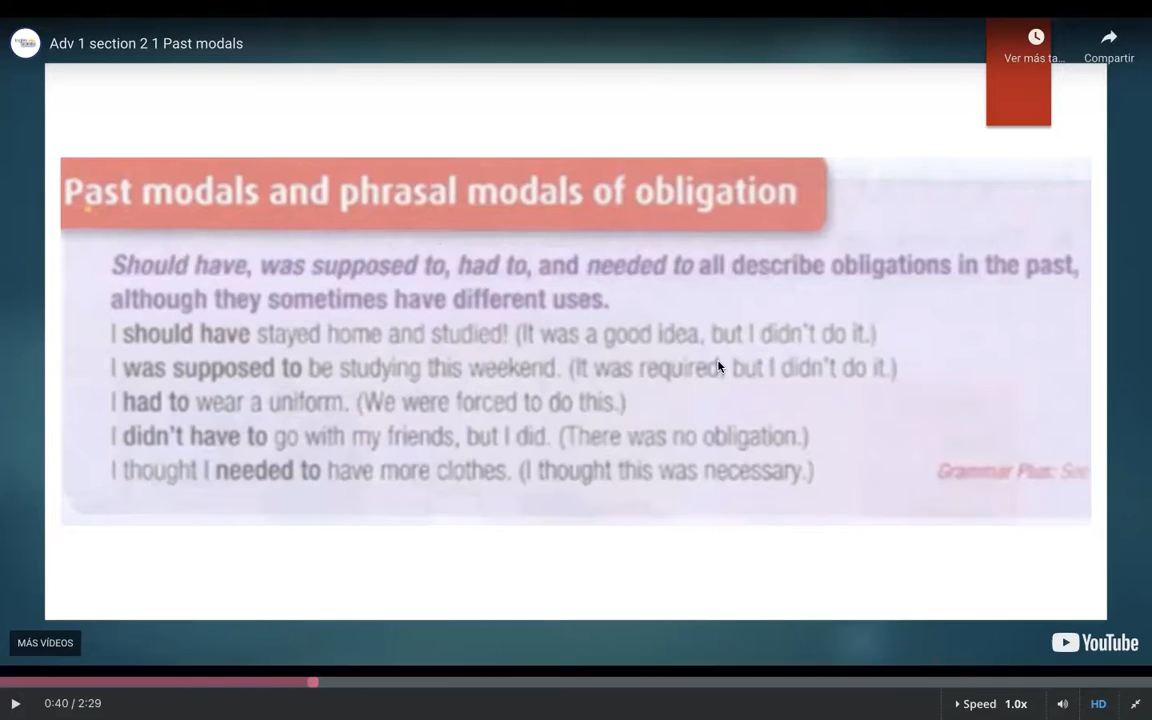 Adv 1 section 2 1 Past modals
Ver más ta...
Compartir
Past modals and phrasal modals of obligation
Should have, was supposed to, had to, and needed to all describe obligations in the past,
although they sometimes have different uses.
I should have stayed home and studied! (It was a good idea, but I didn't do it.)
I was supposed to be studying this weekend. (It was required, but I didn't do it.)
I had to wear a uniform. (We were forced to do this.)
I didn't have to go with my friends, but I did. (There was no obligation.)
I thought I needed to have more clothes. (I thought this was necessary.)
Grammar Plus: See
MÁS VÍDEOS
YouTube
0:40 / 2:29
Speed 1.0x
HD